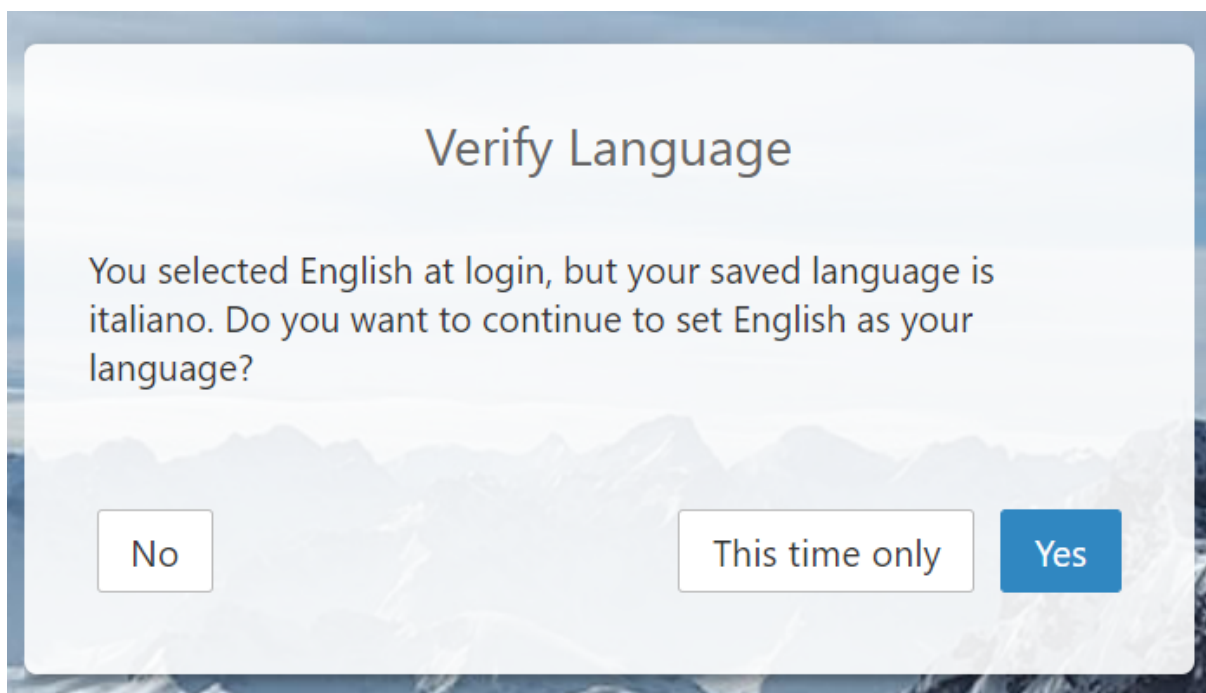 Verify Language
You selected English at login, but your saved language is
italiano. Do you want to continue to set English as your
language?
No
This time only
Yes